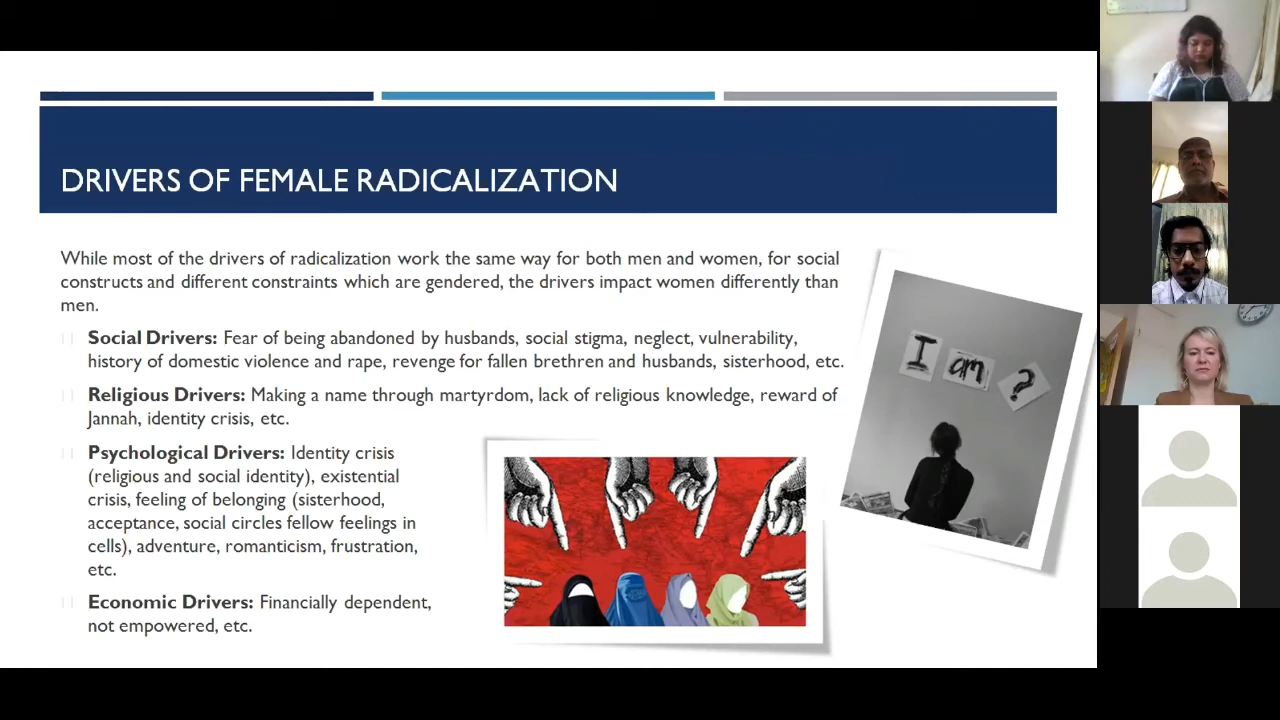 DRIVERS OF FEMALE RADICALIZATION
While most of the drivers of radicalization work the same way for both men and women, for social
constructs and different constraints which are gendered, the drivers impact women differently than
men.
Social Drivers: Fear of being abandoned by husbands, social stigma, neglect, vulnerability,
history of domestic violence and rape, revenge for fallen brethren and husbands, sisterhood, etc.
Religious Drivers: Making a name through martyrdom, lack of religious knowledge, reward of
Jannah, identity crisis, etc.
Psychological Drivers: Identity crisis
(religious and social identity), existential
crisis, feeling of belonging (sisterhood,
acceptance, social circles fellow feelings in
cells), adventure, romanticism, frustration,
etc.
Economic Drivers: Financially dependent,
not empowered, etc.
I am ?